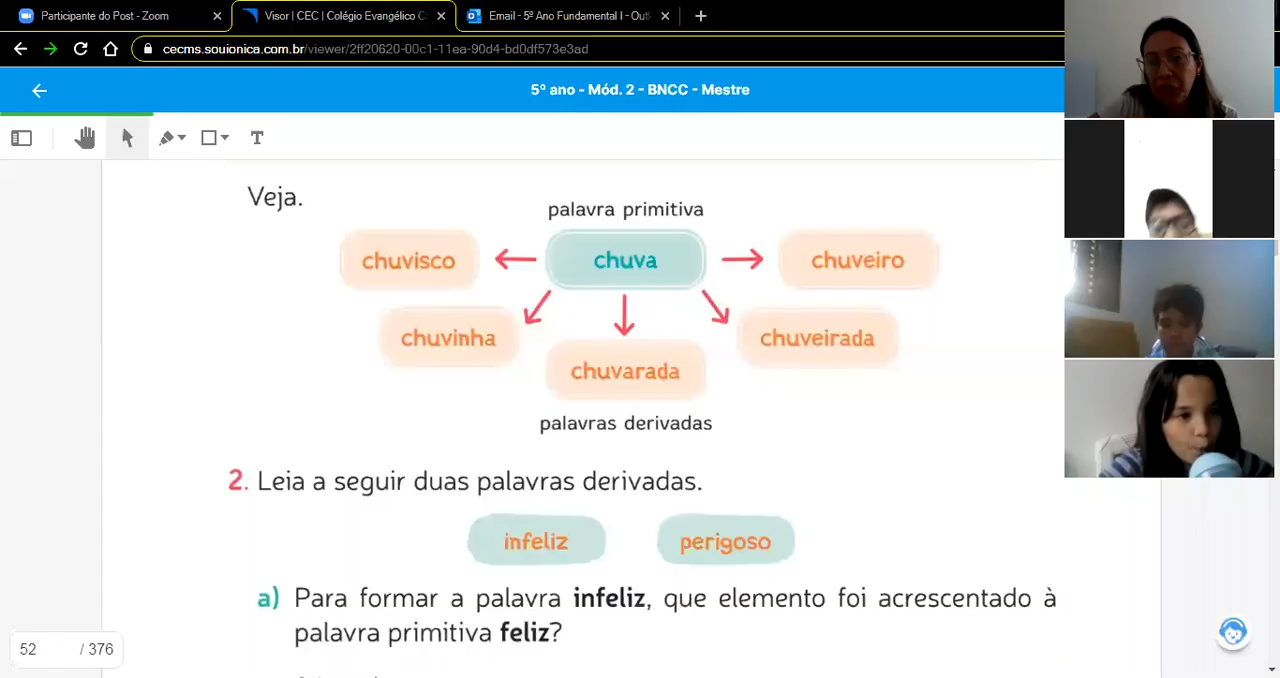 Participante do Post - Zoom
Visor | CEC | Colégio Evangélico C
Email - 5º Ano Fundamental I - Out
cecms.souionica.com.br/viewer/2ff20620-00c1-11ea-90d4-bd0df573e3ad
5º ano - Mód. 2 - BNCC - Mestre
T
Veja.
palavra primitiva
chuvisco
chuva
chuveiro
chuvinha
chuvarada
chuveirada
palavras derivadas
2. Leia a seguir duas palavras derivadas.
infeliz
perigoso
a) Para formar a palavra infeliz, que elemento foi acrescentado à
palavra primitiva feliz?
52 / 376